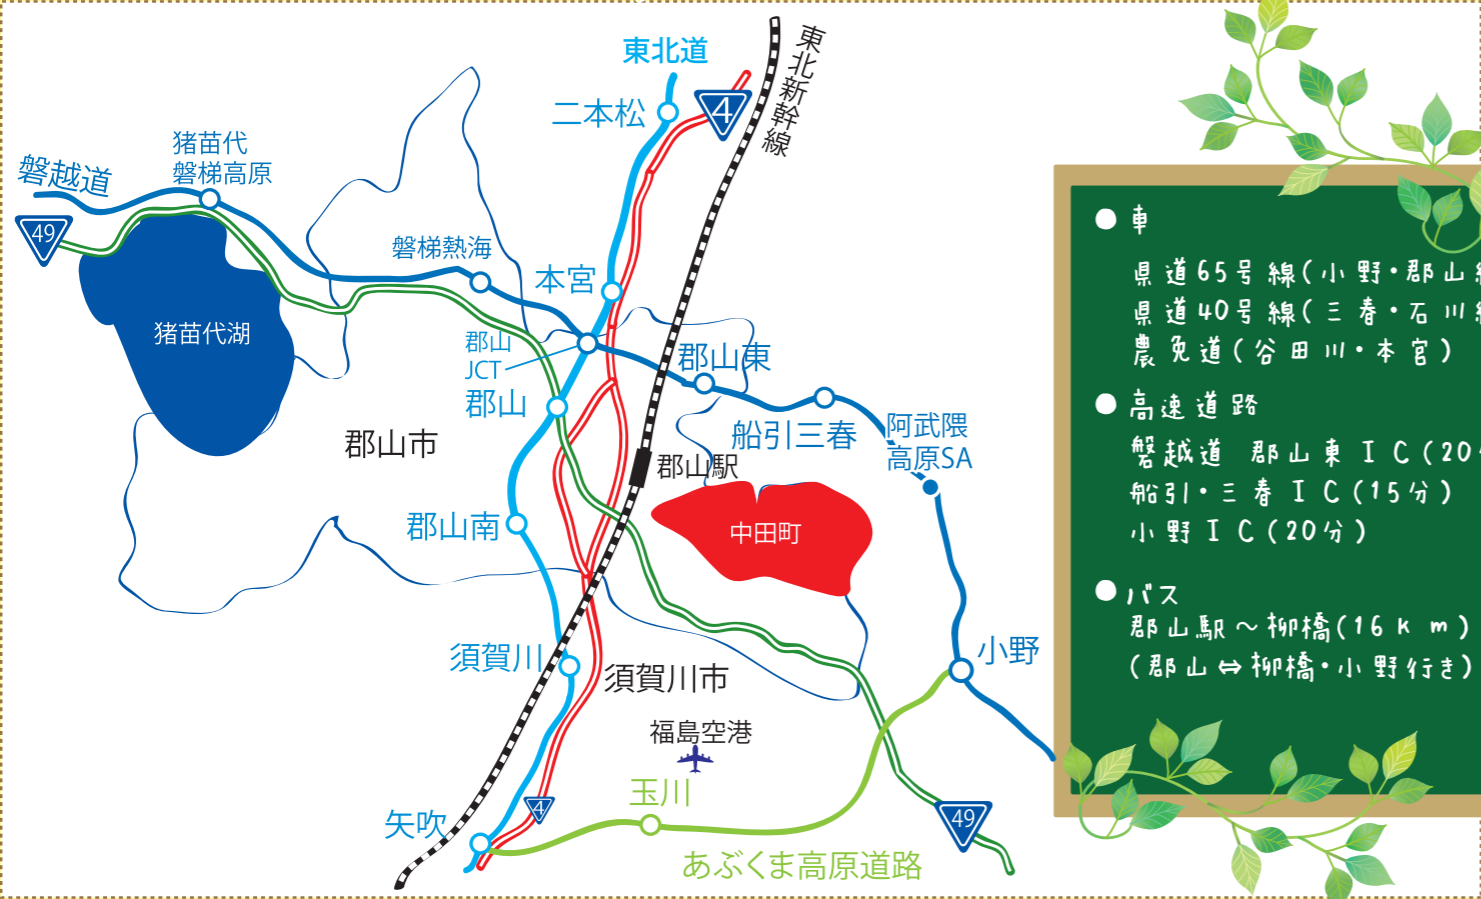 東北道
東北新幹線
4
二本松
猪苗代
磐梯高原
磐越道
49
磐梯熱海
本宮
猪苗代湖
郡山
JCT
郡山東
郡山
船引三春
阿武隈
高原SA
郡山市
郡山駅
郡山南
中田町
須賀川
須賀川市
小野
福島空港
玉川
4
矢吹
49
あぶくま高原道路
● 車
県道65号線(小野・郡山
県道40号線(三春・石川
農免道(谷田川・本宮)
● 高速道路
磐越道 郡山東IC(20
船引・三春IC(15分)
小野IC(20分)
● バス
郡山駅～柳橋(16km)
(郡山⇔柳橋・小野行き)